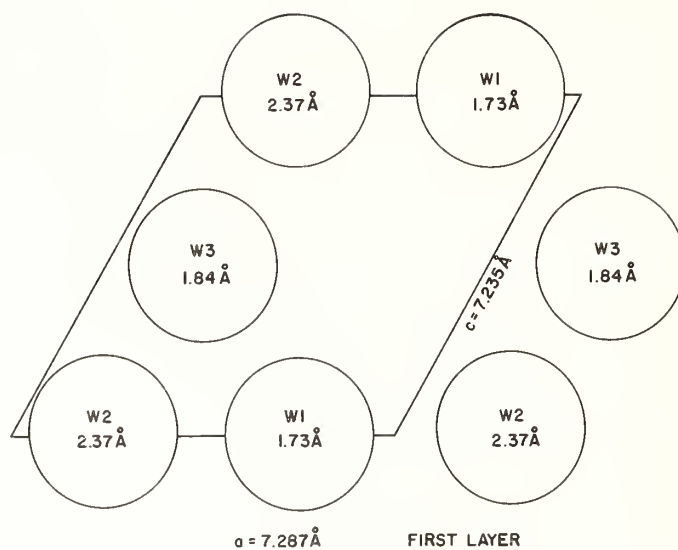 W2
2.37Å
W1
1.73Å
W3
1.84Å
c=7.235Å
W3
1.84Å
W2
2.37Å
W1
1.73Å
W2
2.37Å
a = 7.287Å
FIRST LAYER